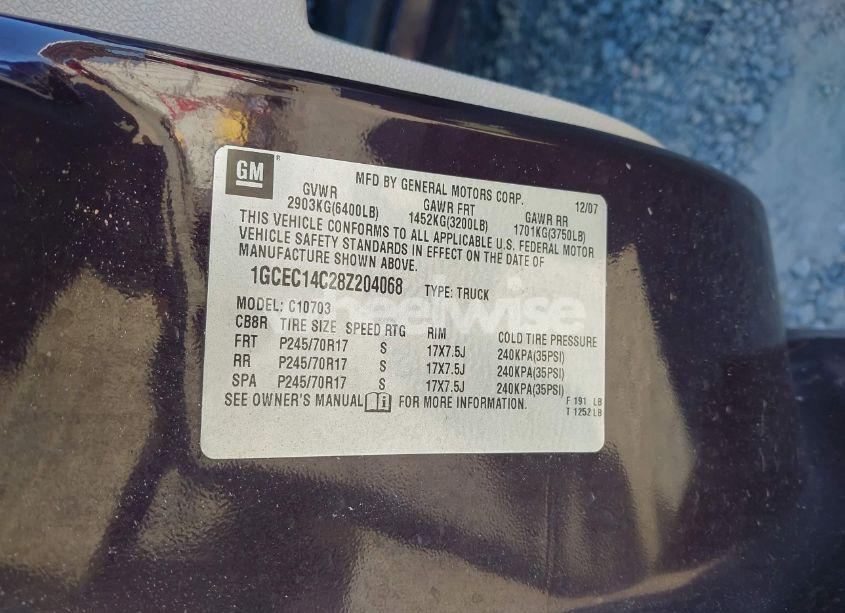 GM
MFD BY GENERAL MOTORS CORP. 12/07
GVWR GAWR FRT GAWR RR
2903KG(6400LB) 1452KG(3200LB) 1701KG(3750LB)
THIS VEHICLE CONFORMS TO ALL APPLICABLE U.S. FEDERAL MOTOR
VEHICLE SAFETY STANDARDS IN EFFECT ON THE DATE OF
MANUFACTURE SHOWN ABOVE.
1GCEC14C28Z204068 TYPE: TRUCK
MODEL: C10703
CB8R TIRE SIZE SPEED RTG RIM COLD TIRE PRESSURE
FRT P245/70R17 S 17X7.5J 240KPA(35PSI)
RR P245/70R17 S 17X7.5J 240KPA(35PSI)
SPA P245/70R17 S 17X7.5J 240KPA(35PSI)
SEE OWNER'S MANUAL FOR MORE INFORMATION.
F 191 LB
T 1252 LB
wheelwise